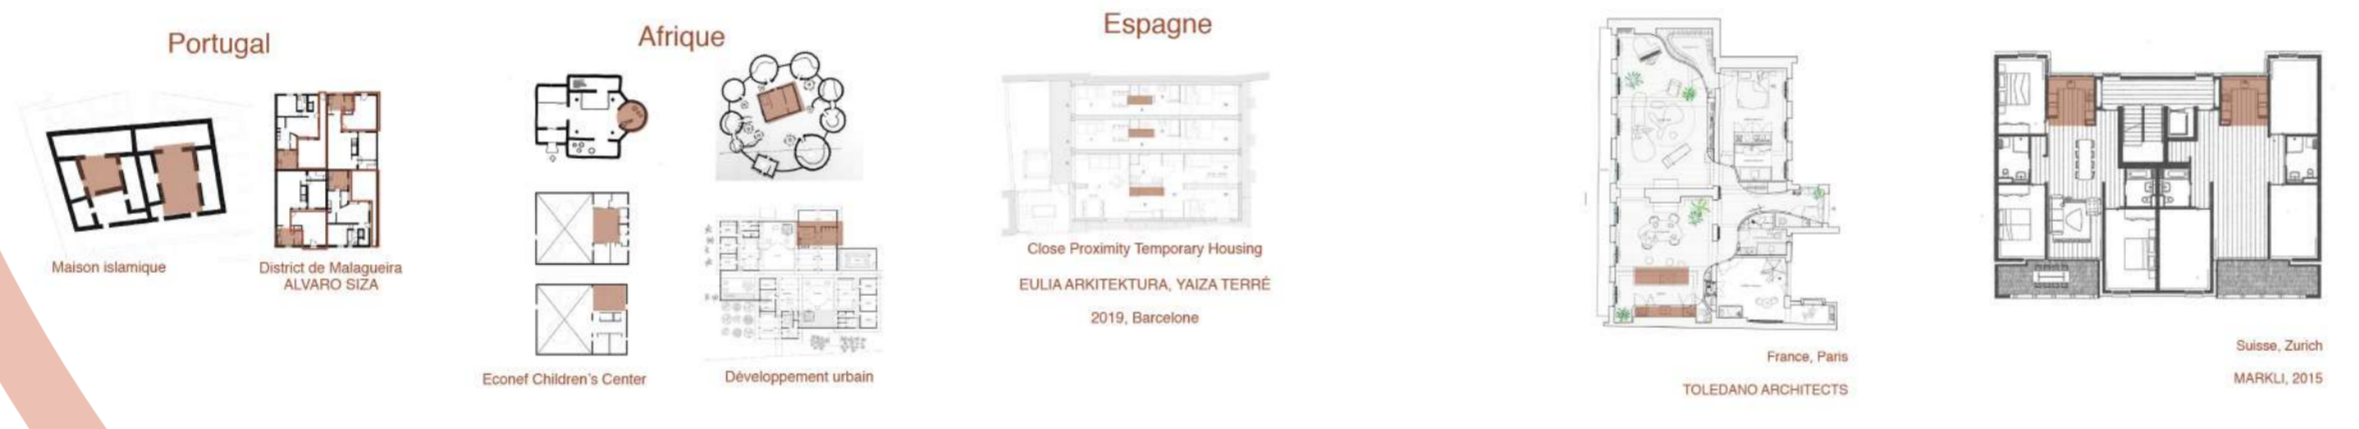 Portugal
Maison islamique
District de Malagueira
ALVARO SIZA
Afrique
Econef Children's Center
Développement urbain
Espagne
Close Proximity Temporary Housing
EULIA ARKITEKTURA, YAIZA TERRÉ
2019, Barcelone
France, Paris
TOLEDANO ARCHITECTS
Suisse, Zurich
MARKLI, 2015